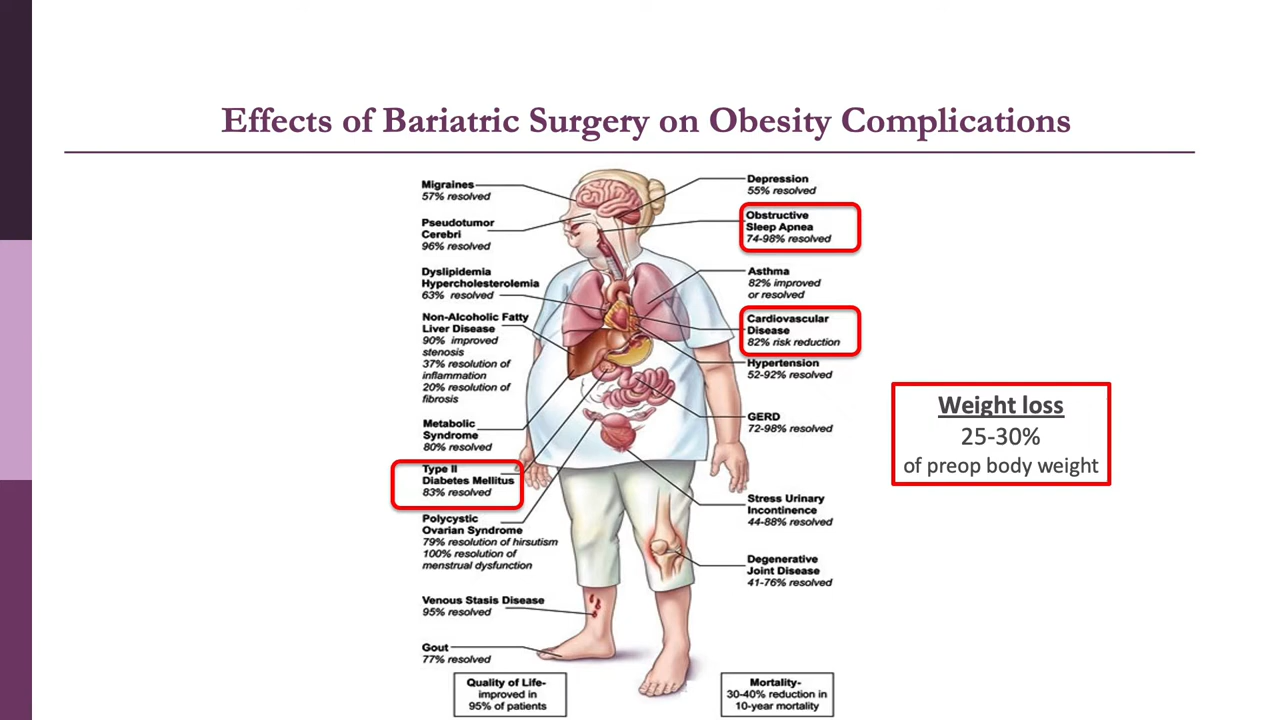 Effects of Bariatric Surgery on Obesity Complications
Migraines
57% resolved
Pseudotumor
Cerebri
96% resolved
Dyslipidemia
Hypercholesterolemia
63% resolved
Non-Alcoholic Fatty
Liver Disease
90% improved
stenosis
37% resolution of
inflammation
20% resolution of
fibrosis
Metabolic
Syndrome
80% resolved
Type II
Diabetes Mellitus
83% resolved
Polycystic
Ovarian Syndrome
79% resolution of hirsutism
100% resolution of
menstrual dysfunction
Venous Stasis Disease
95% resolved
Gout
77% resolved
Quality of Life-
improved in
95% of patients
Depression
55% resolved
Obstructive
Sleep Apnea
74-98% resolved
Asthma
82% improved
or resolved
Cardiovascular
Disease
82% risk reduction
Hypertension
52-92% resolved
GERD
72-98% resolved
Stress Urinary
Incontinence
44-88% resolved
Degenerative
Joint Disease
41-76% resolved
Mortality-
30-40% reduction in
10-year mortality
Weight loss
25-30%
of preop body weight